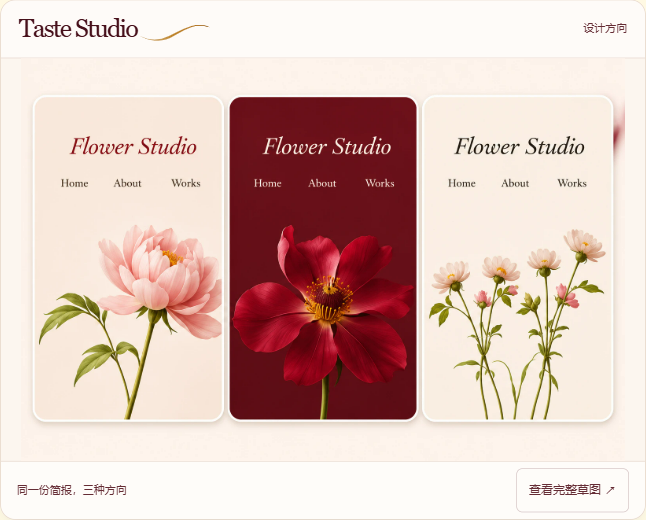 Taste Studio
设计方向
Flower Studio
Home About Works
Flower Studio
Home About Works
Flower Studio
Home About Works
同一份简报，三种方向
查看完整草图 ↗